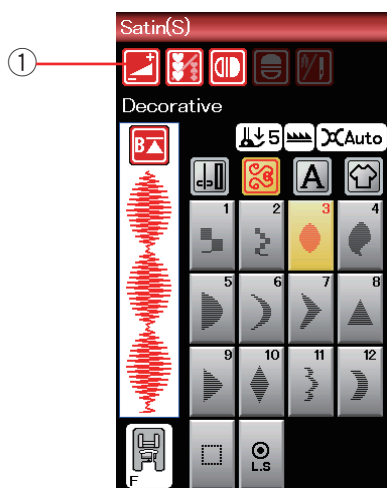 Satin(S)
①
Decorative
B
5 Auto
A
1 2 3 4
5 6 7 8
9 10 11 12
F
L.S